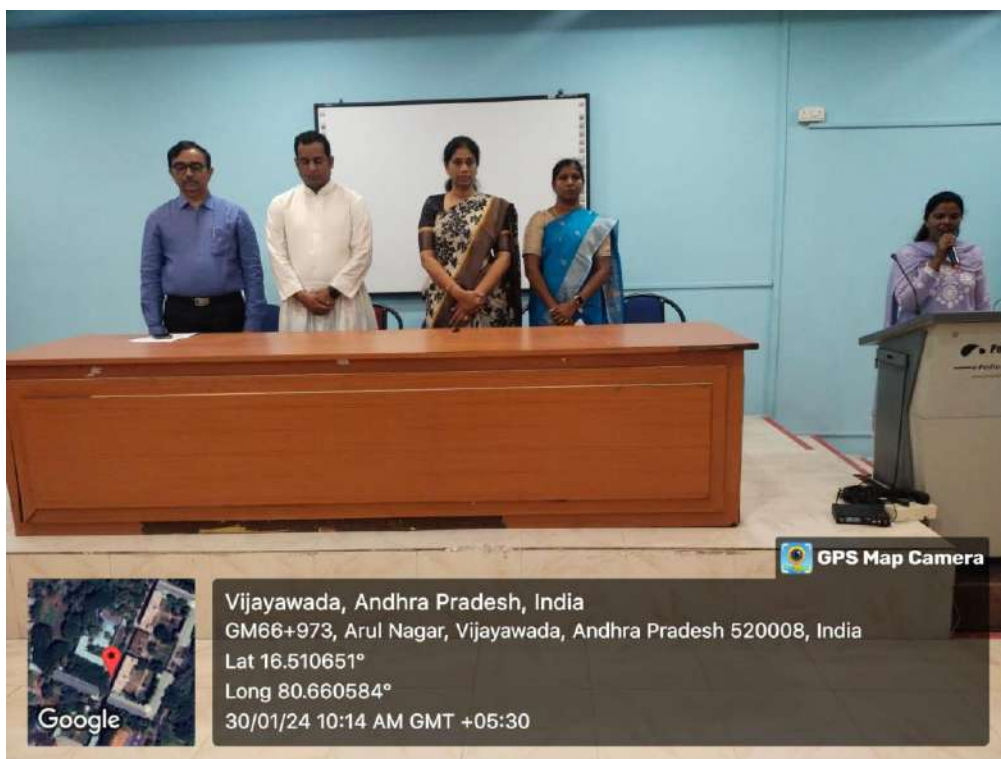 GPS Map Camera
Vijayawada, Andhra Pradesh, India
GM66+973, Arul Nagar, Vijayawada, Andhra Pradesh 520008, India
Lat 16.510651°
Long 80.660584°
30/01/24 10:14 AM GMT +05:30
Google